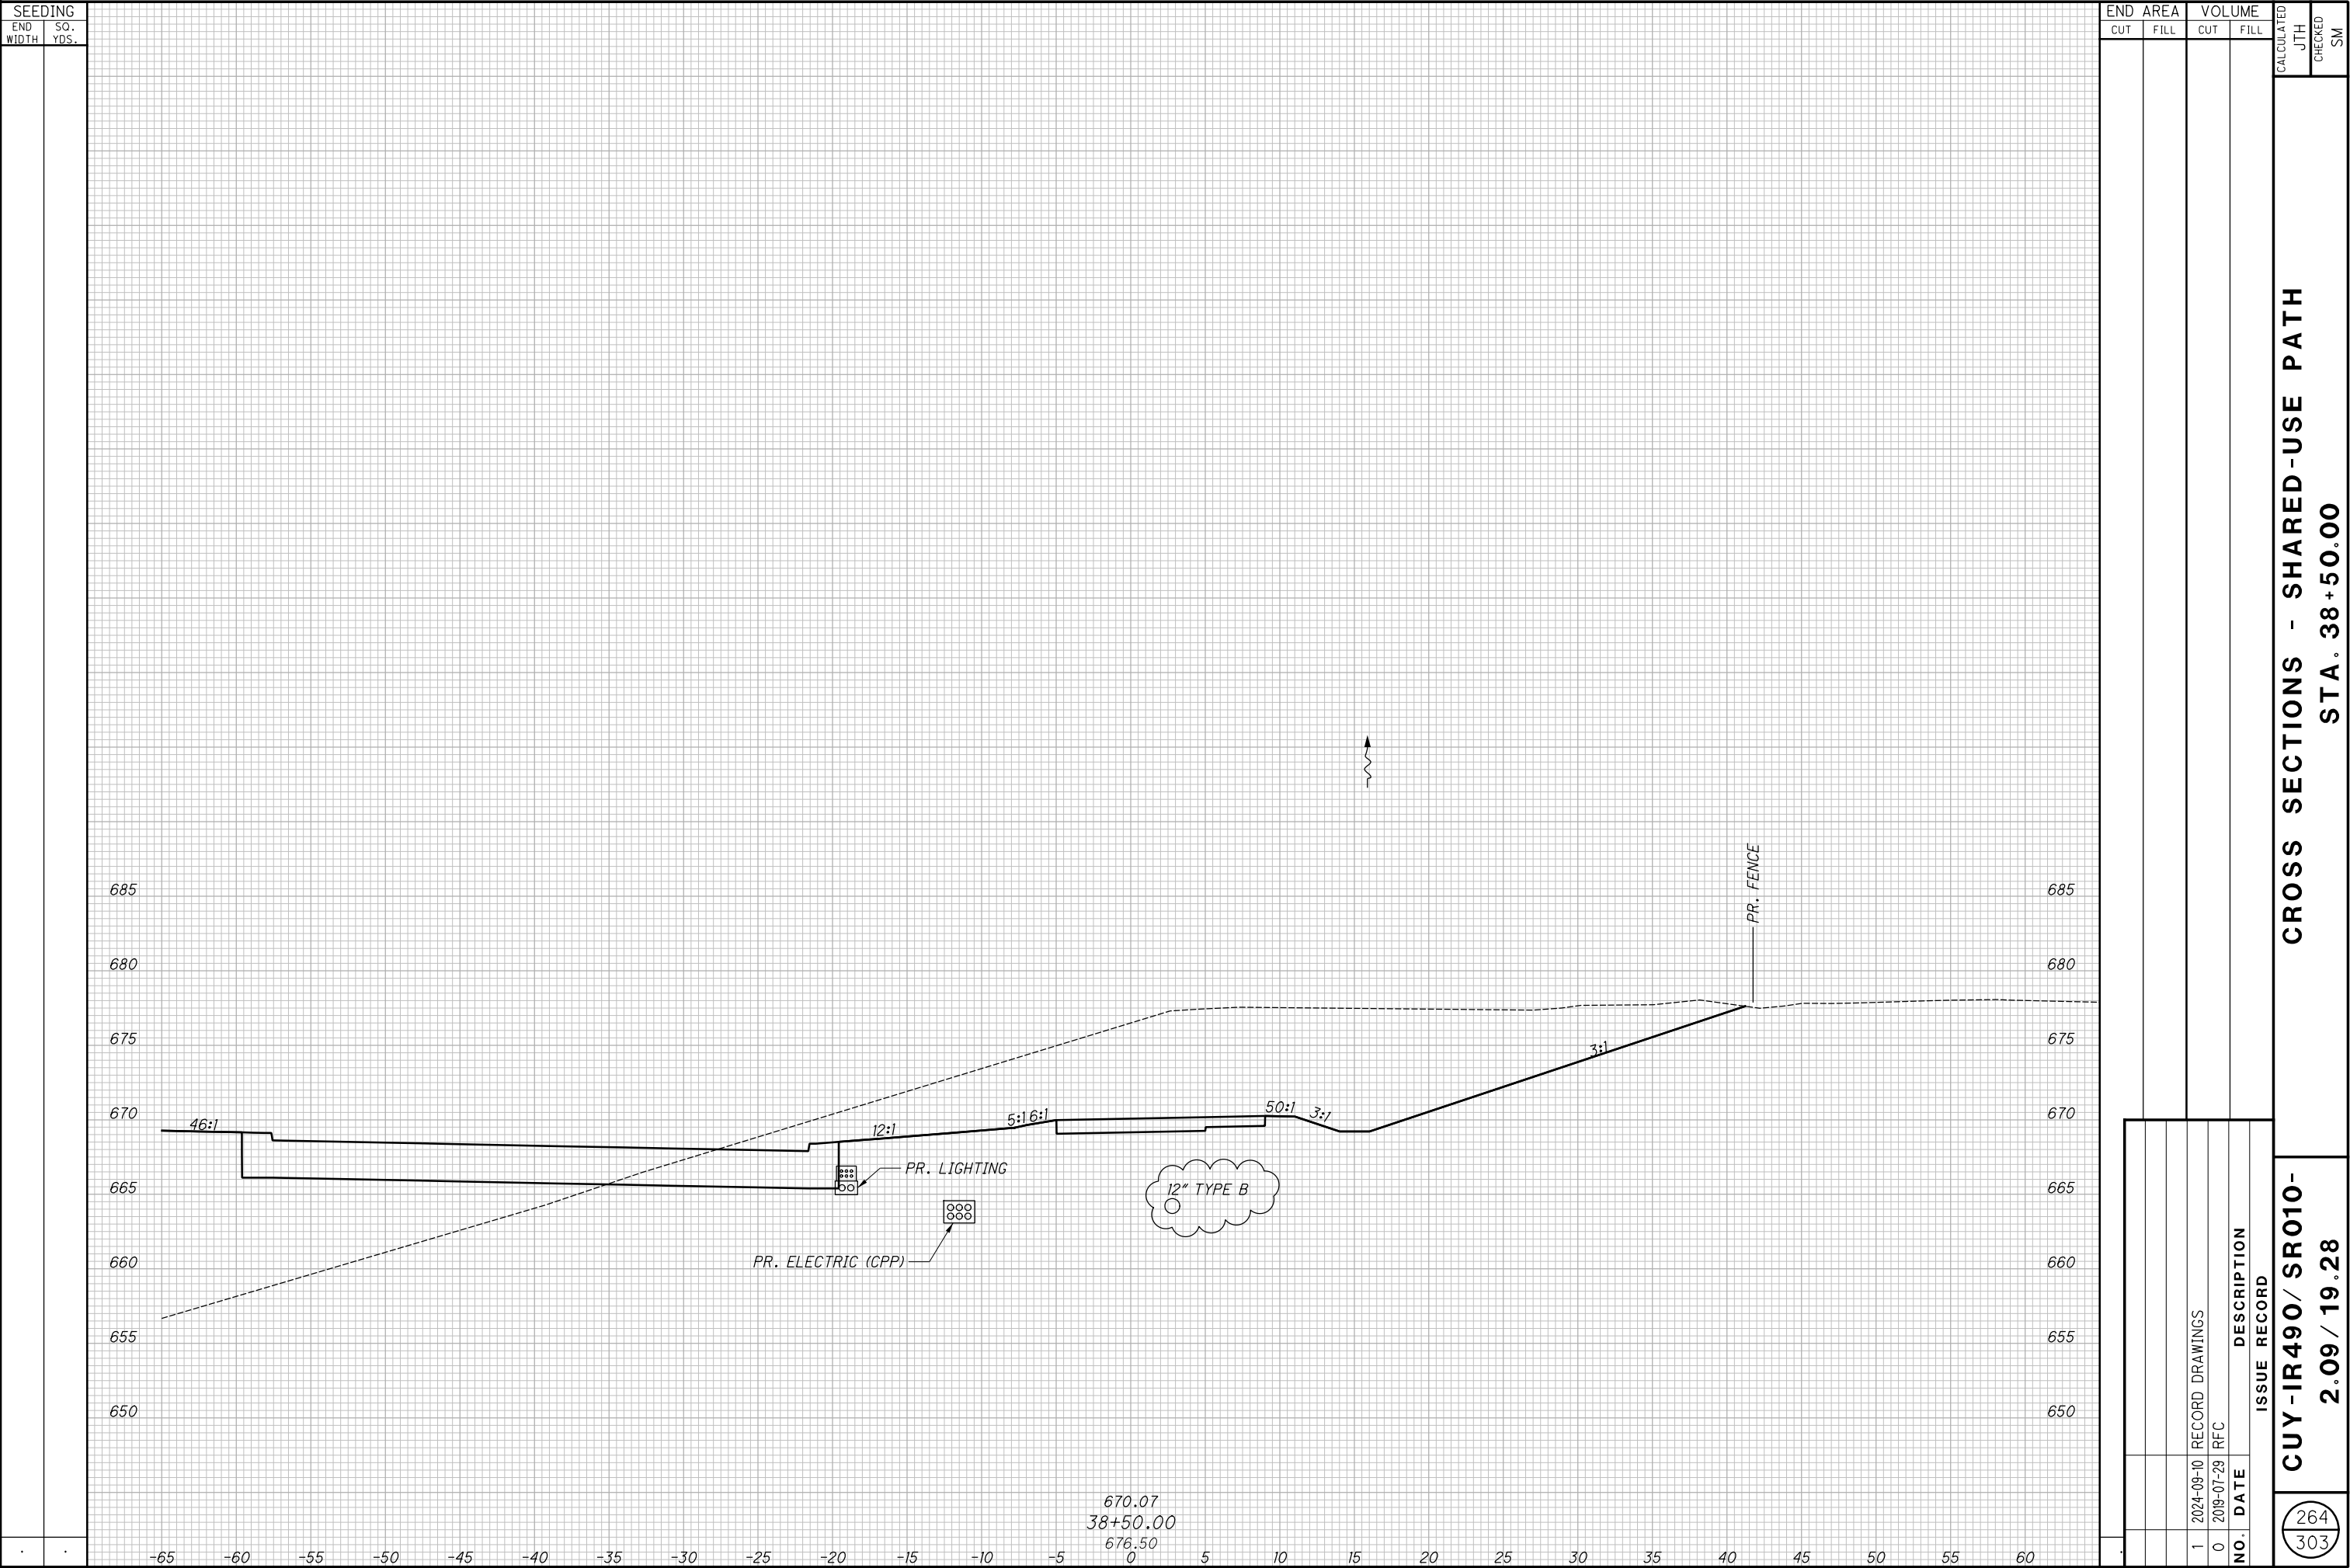 SEEDING
END WIDTH
SQ. YDS.
END AREA
VOLUME
CUT
FILL
CUT
FILL
CALCULATED
JTH
CHECKED
SM
CROSS SECTIONS - SHARED-USE PATH
STA. 38+50.00
PR. FENCE
685
685
680
680
675
675
3:1
670
670
46:1
12:1
5:1
6:1
50:1
3:1
PR. LIGHTING
665
665
12" TYPE B
PR. ELECTRIC (CPP)
660
660
655
655
650
650
670.07
38+50.00
676.50
-65 -60 -55 -50 -45 -40 -35 -30 -25 -20 -15 -10 -5 0 5 10 15 20 25 30 35 40 45 50 55 60
1 2024-09-10 RECORD DRAWINGS
0 2019-07-29 RFC
NO. DATE DESCRIPTION
ISSUE RECORD
CUY-IR490/ SR010-
2.09/19.28
264
303